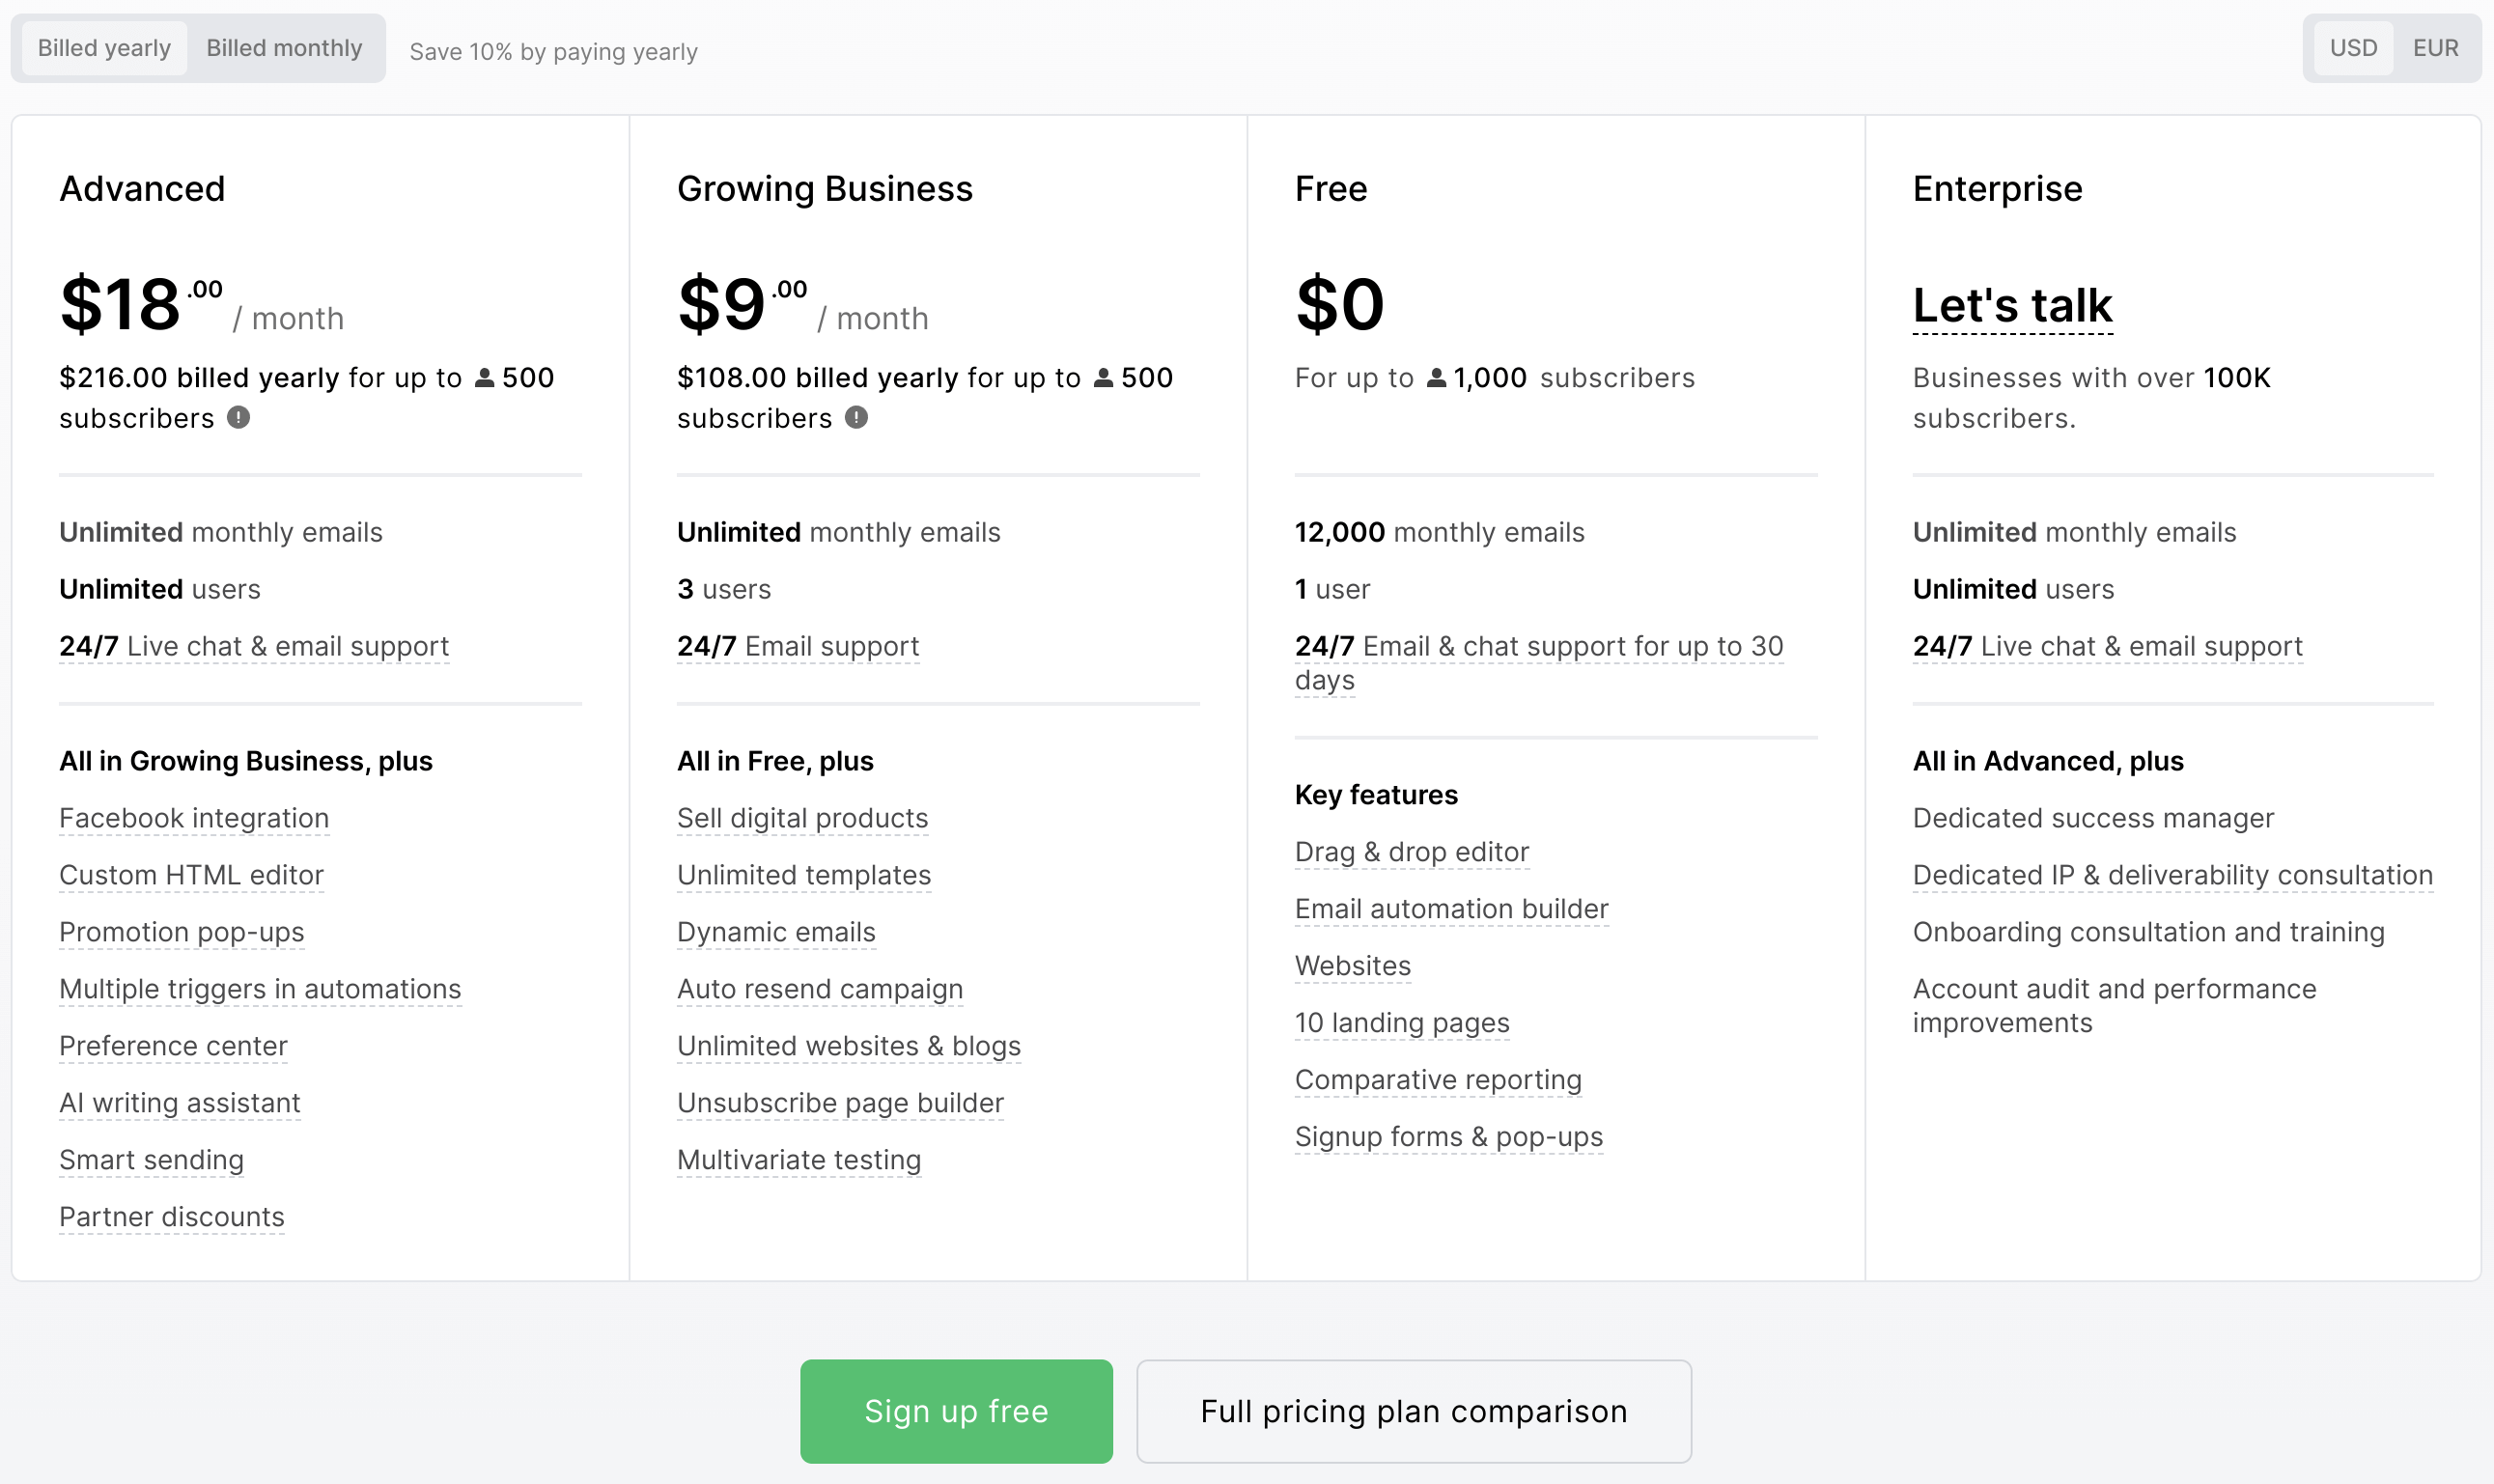 Billed yearly
Billed monthly
Save 10% by paying yearly
USD
EUR
Advanced
$18.00 / month
$216.00 billed yearly for up to 500
subscribers
Unlimited monthly emails
Unlimited users
24/7 Live chat & email support
All in Growing Business, plus
Facebook integration
Custom HTML editor
Promotion pop-ups
Multiple triggers in automations
Preference center
AI writing assistant
Smart sending
Partner discounts
Growing Business
$9.00 / month
$108.00 billed yearly for up to 500
subscribers
Unlimited monthly emails
3 users
24/7 Email support
All in Free, plus
Sell digital products
Unlimited templates
Dynamic emails
Auto resend campaign
Unlimited websites & blogs
Unsubscribe page builder
Multivariate testing
Free
$0
For up to 1,000 subscribers
12,000 monthly emails
1 user
24/7 Email & chat support for up to 30
days
Key features
Drag & drop editor
Email automation builder
Websites
10 landing pages
Comparative reporting
Signup forms & pop-ups
Enterprise
Let's talk
Businesses with over 100K
subscribers.
Unlimited monthly emails
Unlimited users
24/7 Live chat & email support
All in Advanced, plus
Dedicated success manager
Dedicated IP & deliverability consultation
Onboarding consultation and training
Account audit and performance
improvements
Sign up free
Full pricing plan comparison